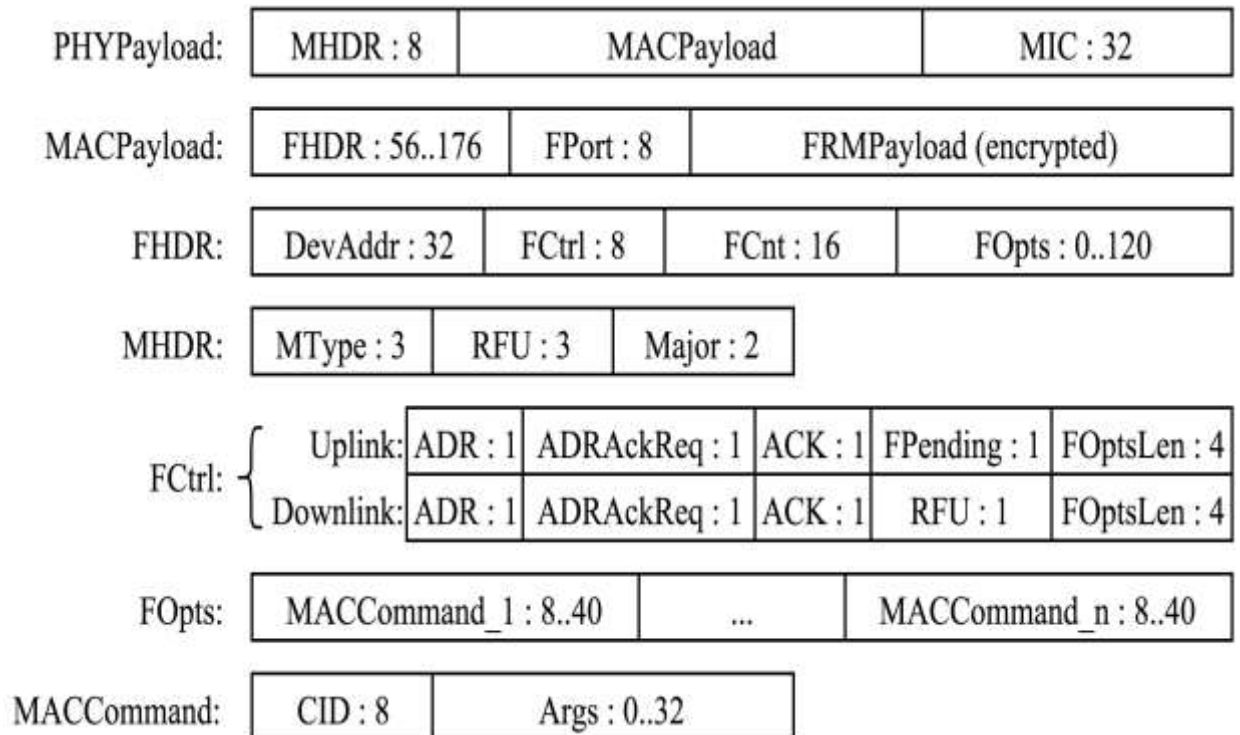 PHYPayload: MHDR : 8 MACPayload MIC : 32
MACPayload: FHDR : 56..176 FPort : 8 FRMPayload (encrypted)
FHDR: DevAddr : 32 FCtrl : 8 FCnt : 16 FOpts : 0..120
MHDR: MType : 3 RFU : 3 Major : 2
FCtrl: Uplink: ADR : 1 ADRAckReq : 1 ACK : 1 FPending : 1 FOptsLen : 4
Downlink: ADR : 1 ADRAckReq : 1 ACK : 1 RFU : 1 FOptsLen : 4
FOpts: MACCommand_1 : 8..40 ... MACCommand_n : 8..40
MACCommand: CID : 8 Args : 0..32